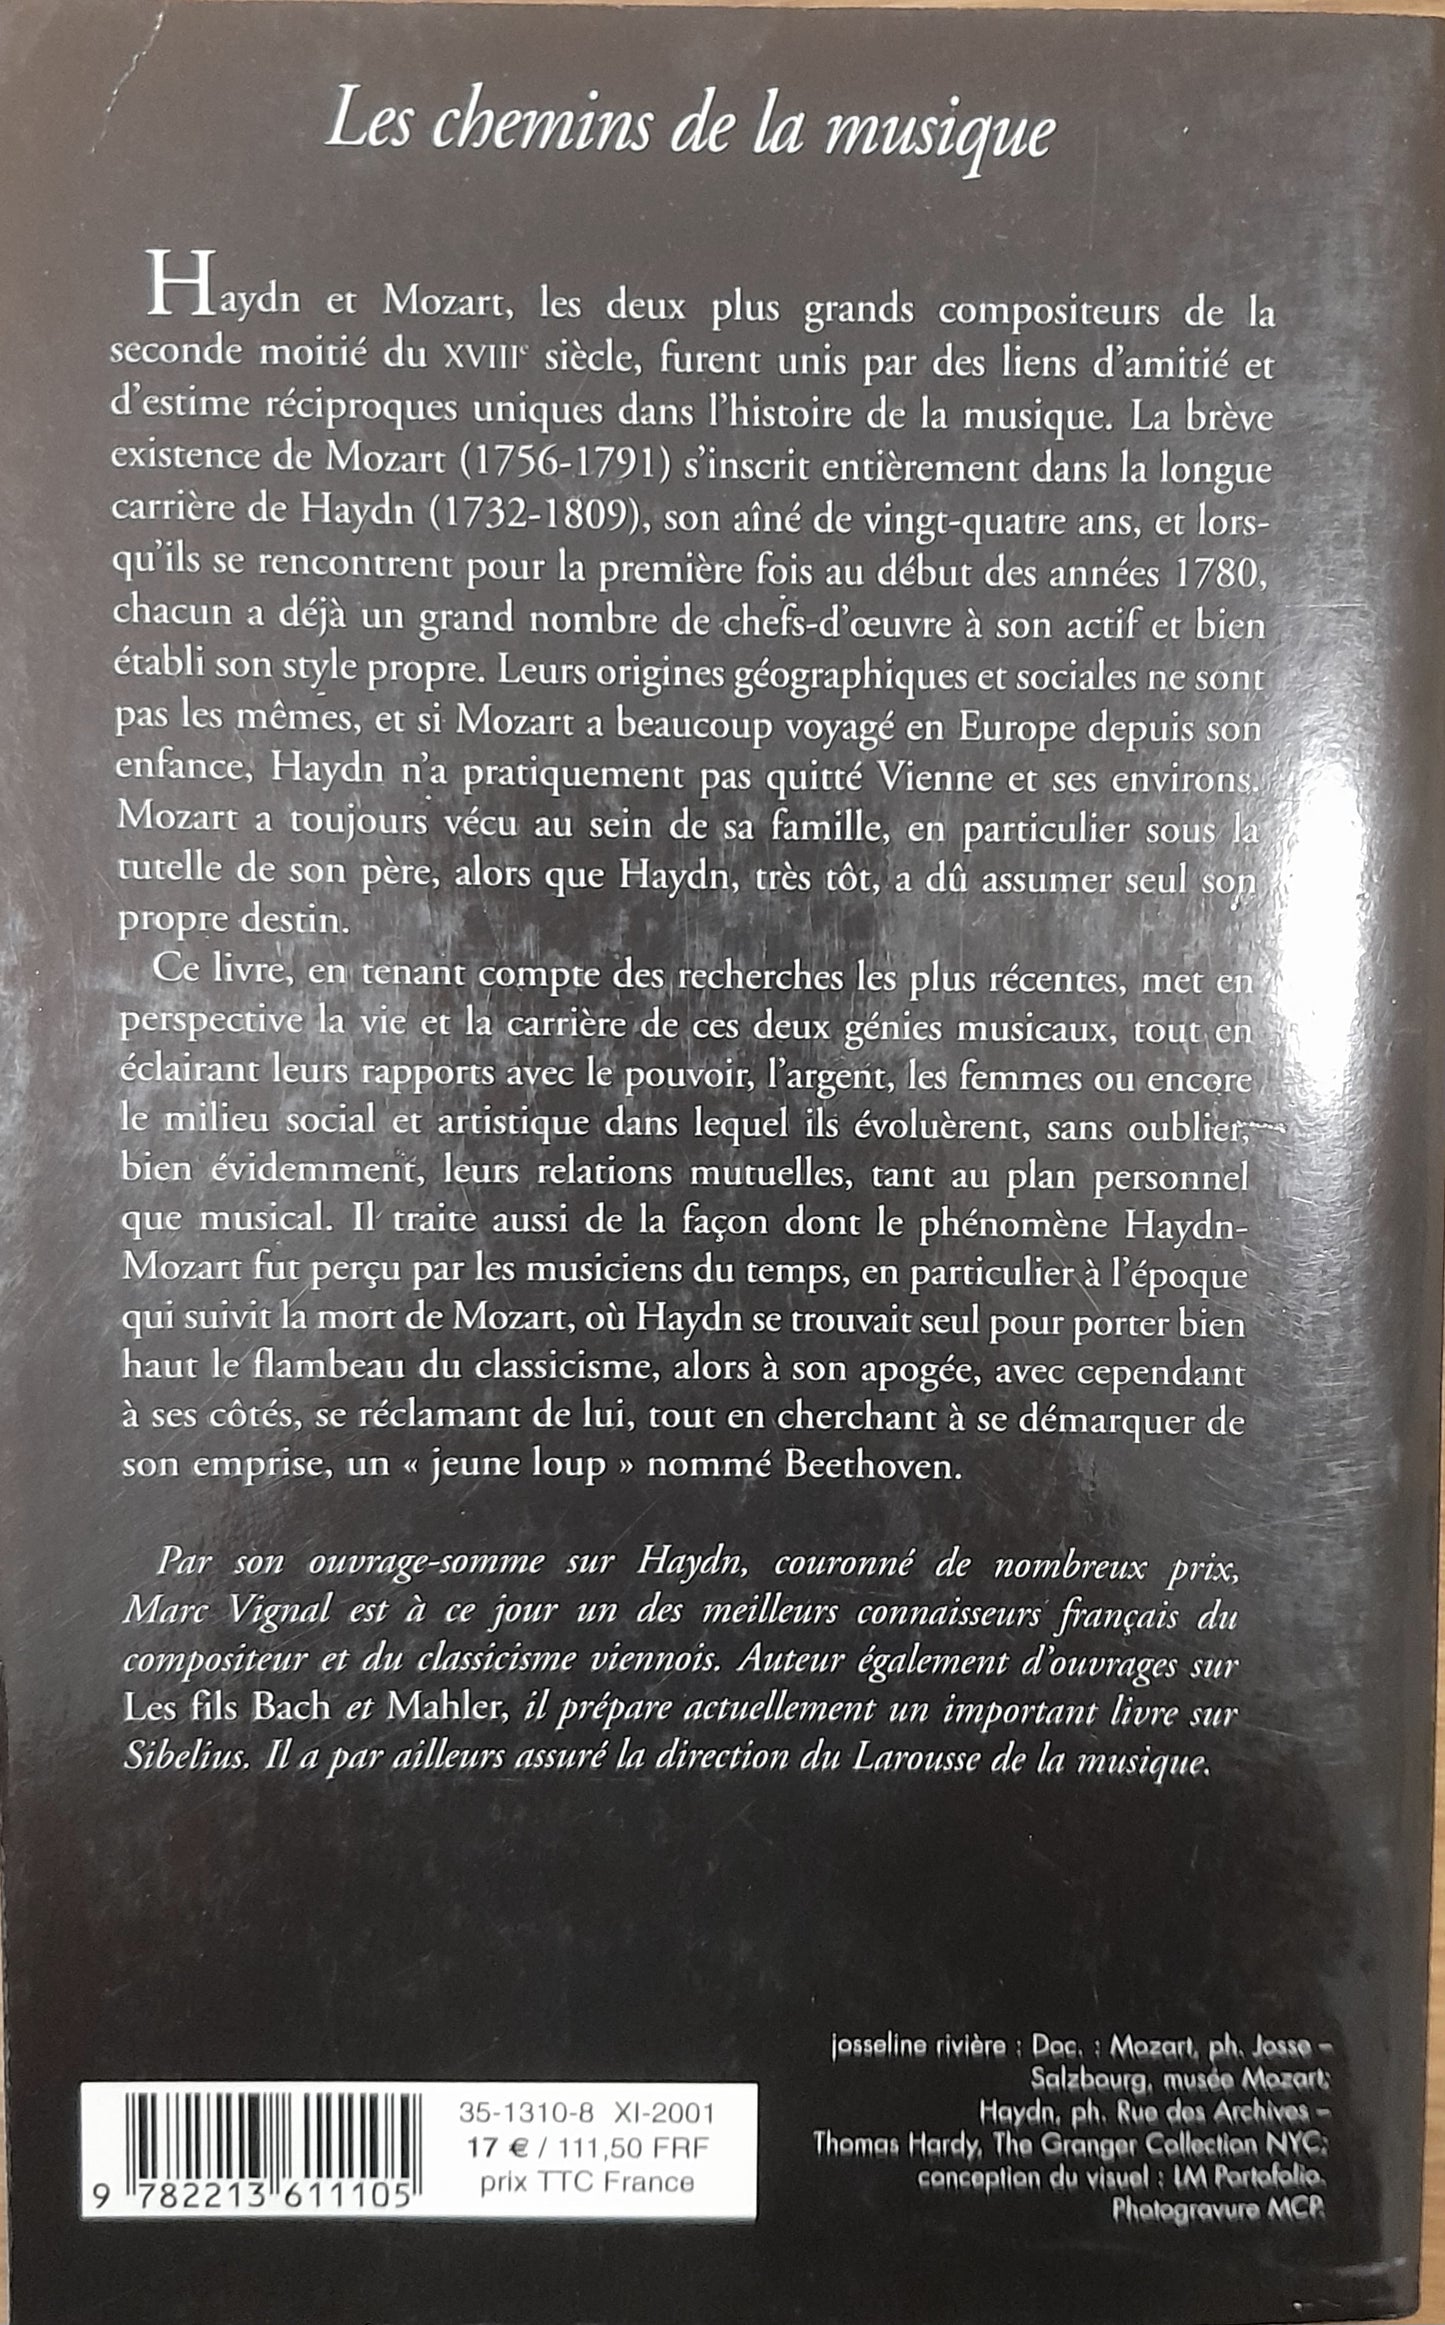 Les chemins de la musique
Haydn et Mozart, les deux plus grands compositeurs de la
seconde moitié du XVIIIe siècle, furent unis par des liens d'amitié et
d'estime réciproques uniques dans l'histoire de la musique. La brève
existence de Mozart (1756-1791) s'inscrit entièrement dans la longue
carrière de Haydn (1732-1809), son aîné de vingt-quatre ans, et lors-
qu'ils se rencontrent pour la première fois au début des années 1780,
chacun a déjà un grand nombre de chefs-d'œuvre à son actif et bien
établi son style propre. Leurs origines géographiques et sociales ne sont
pas les mêmes, et si Mozart a beaucoup voyagé en Europe depuis son
enfance, Haydn n'a pratiquement pas quitté Vienne et ses environs.
Mozart a toujours vécu au sein de sa famille, en particulier sous la
tutelle de son père, alors que Haydn, très tôt, a dû assumer seul son
propre destin.
Ce livre, en tenant compte des recherches les plus récentes, met en
perspective la vie et la carrière de ces deux génies musicaux, tout en
éclairant leurs rapports avec le pouvoir, l'argent, les femmes ou encore
le milieu social et artistique dans lequel ils évoluèrent, sans oublier,
bien évidemment, leurs relations mutuelles, tant au plan personnel
que musical. Il traite aussi de la façon dont le phénomène Haydn-
Mozart fut perçu par les musiciens du temps, en particulier à l'époque
qui suivit la mort de Mozart, où Haydn se trouvait seul pour porter bien
haut le flambeau du classicisme, alors à son apogée, avec cependant
à ses côtés, se réclamant de lui, tout en cherchant à se démarquer de
son emprise, un « jeune loup » nommé Beethoven.
Par son ouvrage-somme sur Haydn, couronné de nombreux prix,
Marc Vignal est à ce jour un des meilleurs connaisseurs français du
compositeur et du classicisme viennois. Auteur également d'ouvrages sur
Les fils Bach et Mahler, il prépare actuellement un important livre sur
Sibelius. Il a par ailleurs assuré la direction du Larousse de la musique.
josseline rivière : Doc. : Mozart, ph. Josse –
Salzbourg, musée Mozart;
Haydn, ph. Rue des Archives –
Thomas Hardy, The Granger Collection NYC;
conception du visuel : LM Portofolio.
Photogravure MCP.
35-1310-8 XI-2001
17 € / 111,50 FRF
prix TTC France
9 782213 611105